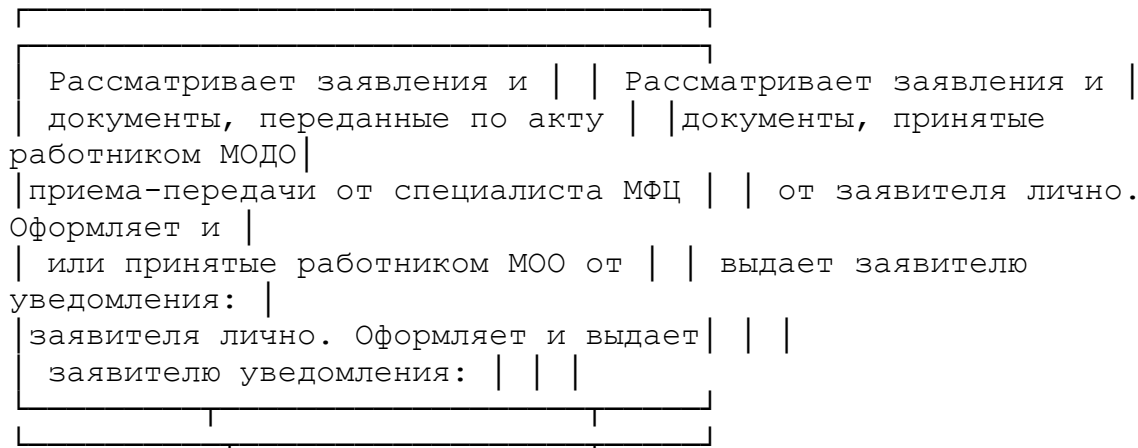 │ Рассматривает заявления и │ │ Рассматривает заявления и │
│ документы, переданные по акту │ │документы, принятые
работником МОДО│
│приема-передачи от специалиста МФЦ │ │ от заявителя лично.
Оформляет и │
│ или принятые работником МОО от │ │ выдает заявителю
уведомления: │
│заявителя лично. Оформляет и выдает│ │ │
│ заявителю уведомления: │ │ │